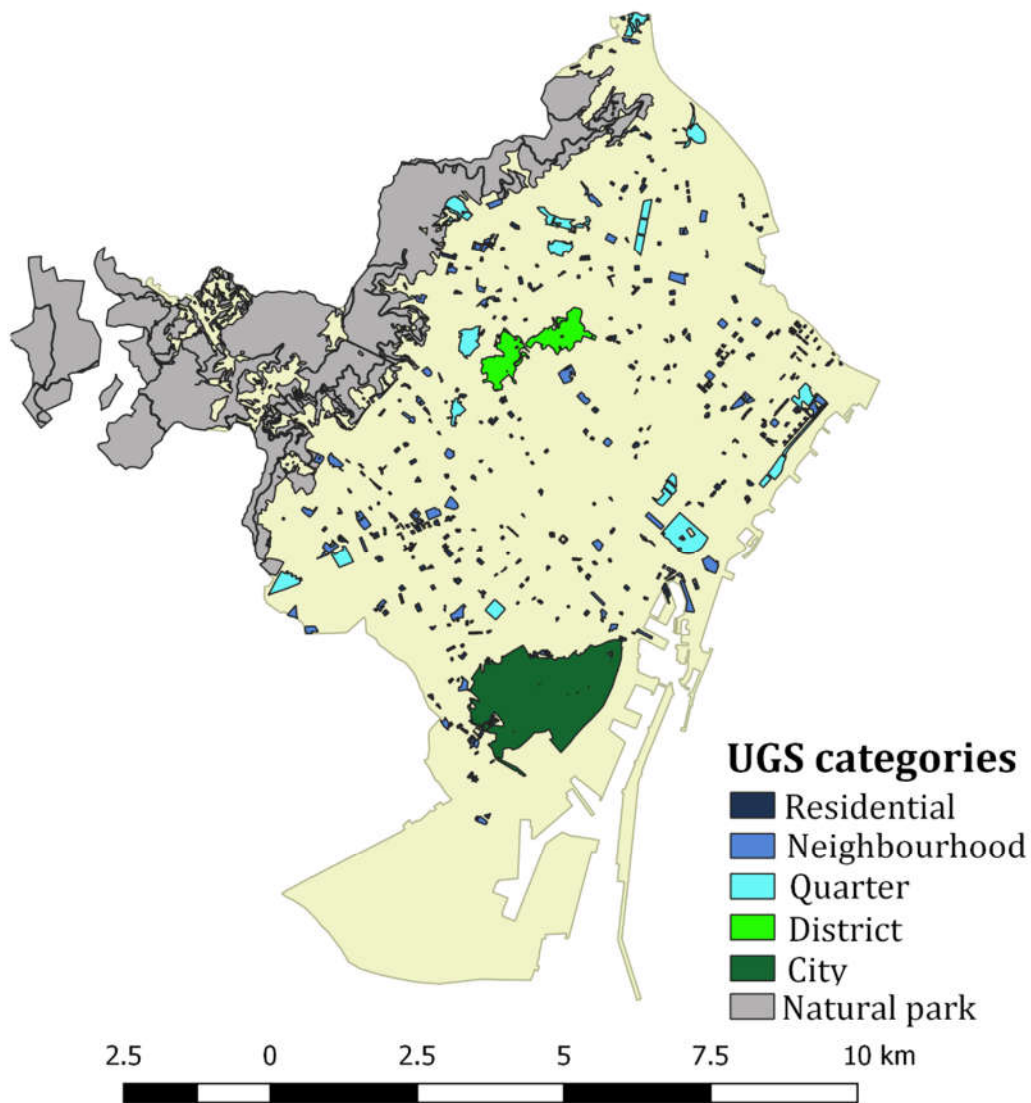 UGS categories
Residential
Neighbourhood
Quarter
District
City
Natural park
2.5 0 2.5 5 7.5 10 km